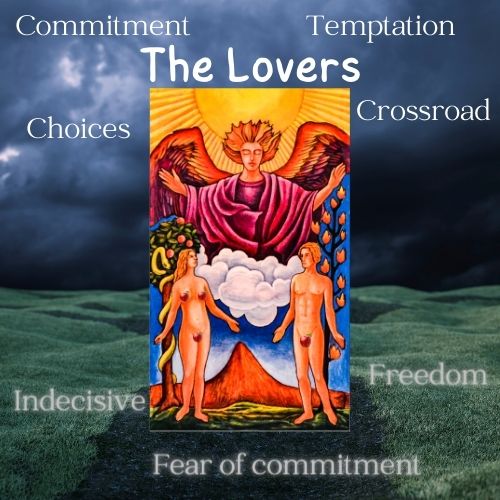 Commitment
Temptation
The Lovers
Choices
Crossroad
Indecisive
Freedom
Fear of commitment